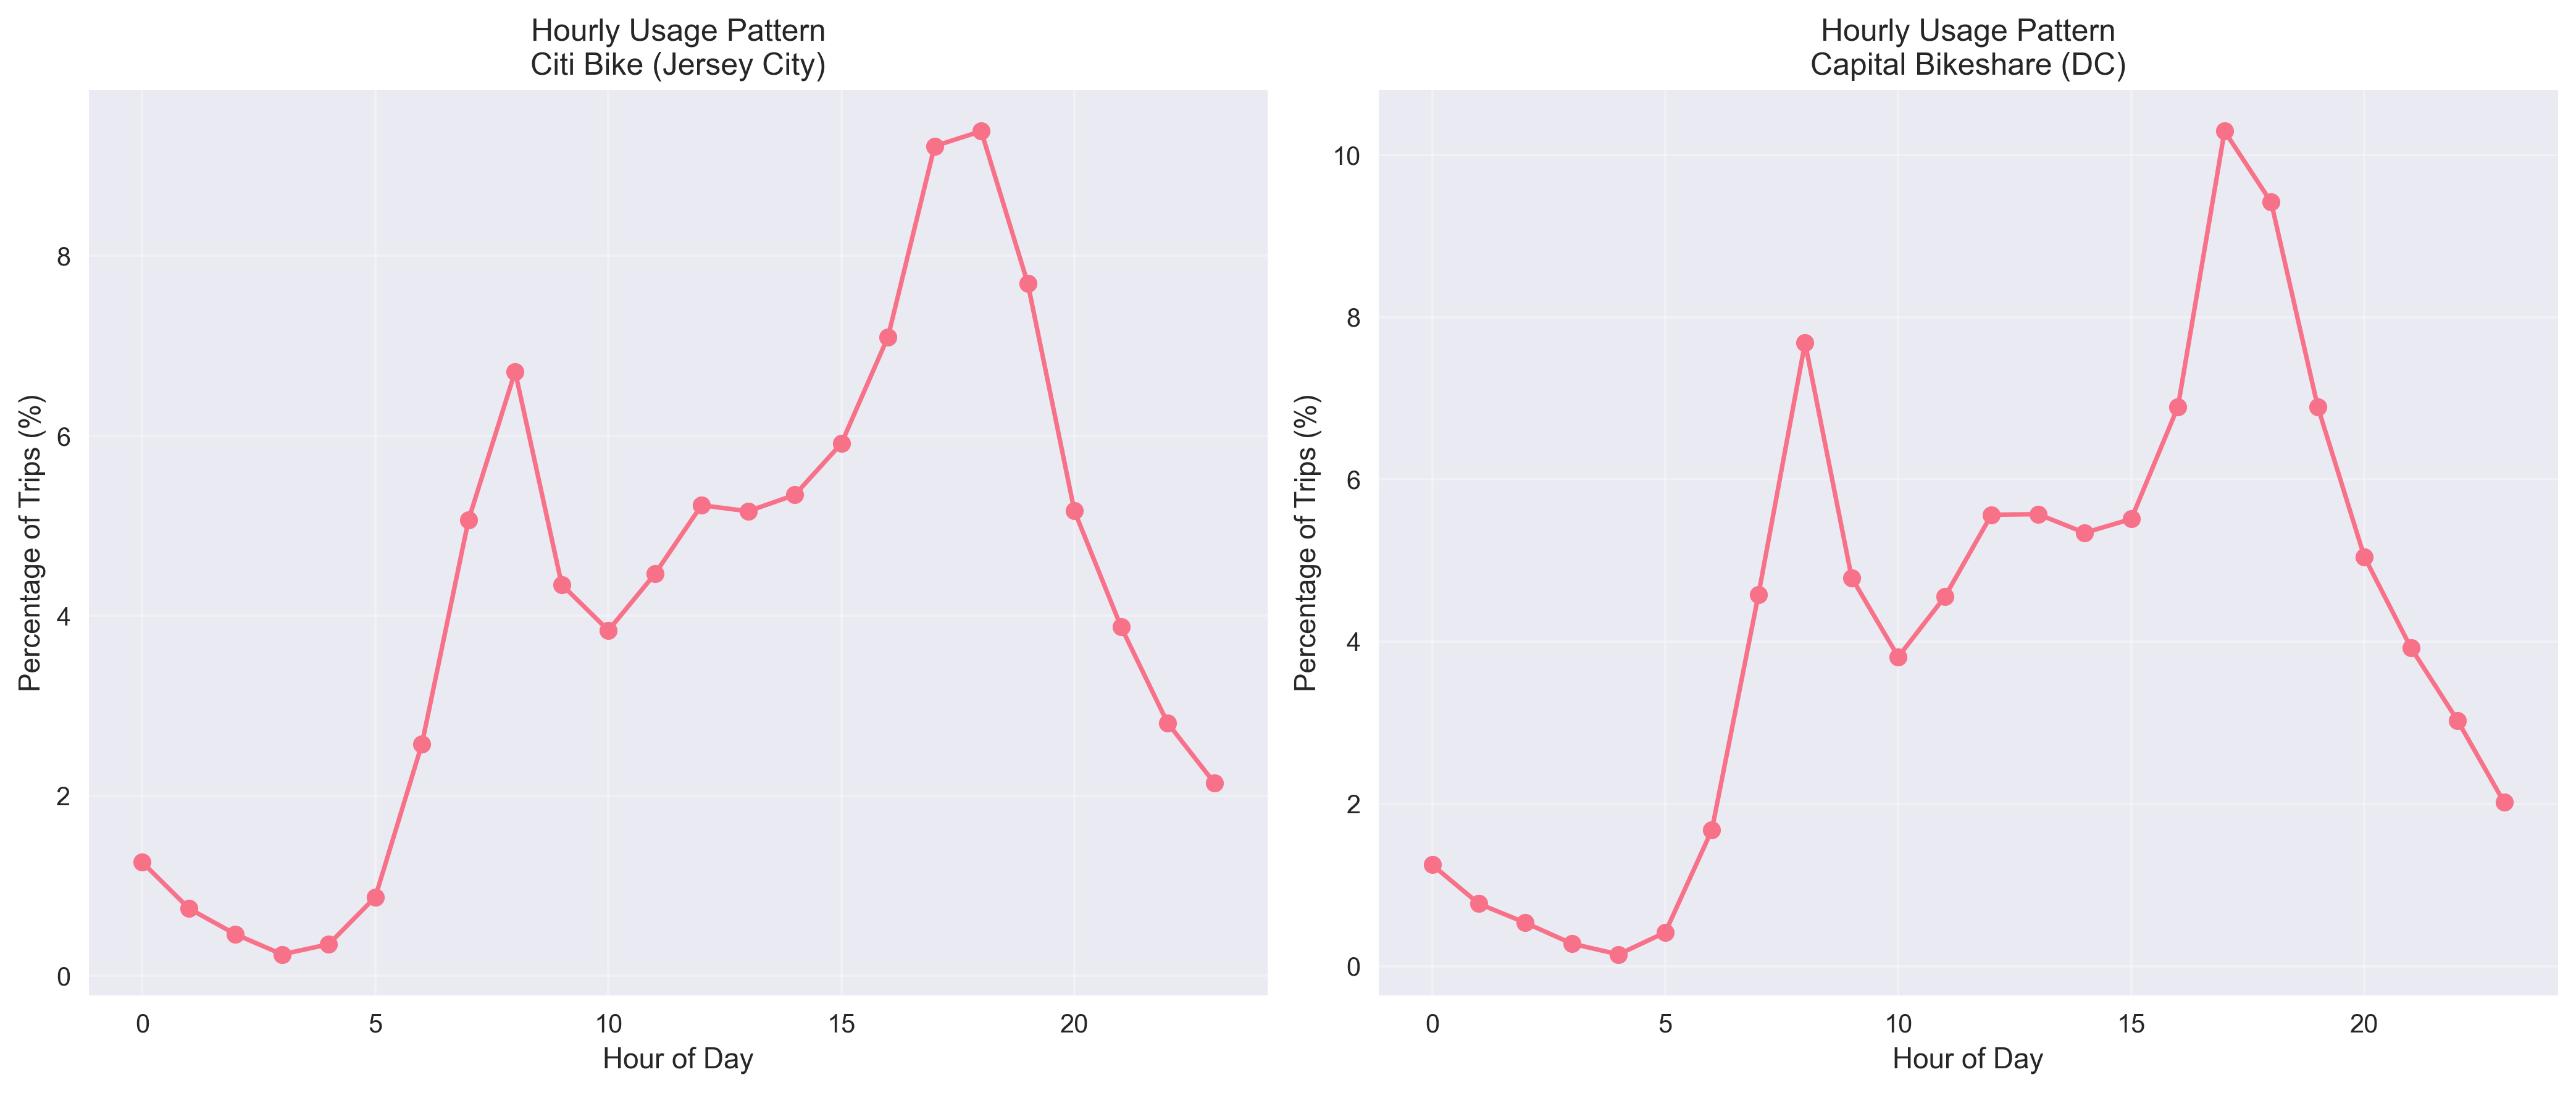 Hourly Usage Pattern
Citi Bike (Jersey City)
Percentage of Trips (%)
8
6
4
2
0
0 5 10 15 20
Hour of Day
Hourly Usage Pattern
Capital Bikeshare (DC)
Percentage of Trips (%)
10
8
6
4
2
0
0 5 10 15 20
Hour of Day